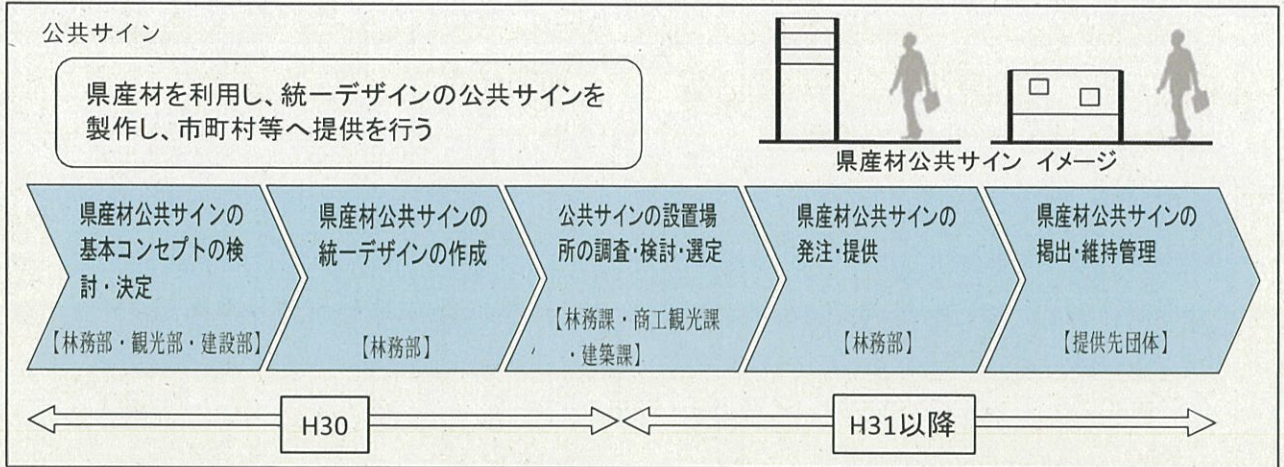 公共サイン
県産材を利用し、統一デザインの公共サインを
製作し、市町村等へ提供を行う
県産材公共サイン イメージ
県産材公共サインの
基本コンセプトの検
討・決定
【林務部・観光部・建設部】
県産材公共サインの
統一デザインの作成
【林務部】
公共サインの設置場
所の調査・検討・選定
【林務課・商工観光課
・建築課】
県産材公共サインの
発注・提供
【林務部】
県産材公共サインの
掲出・維持管理
【提供先団体】
H30
H31以降